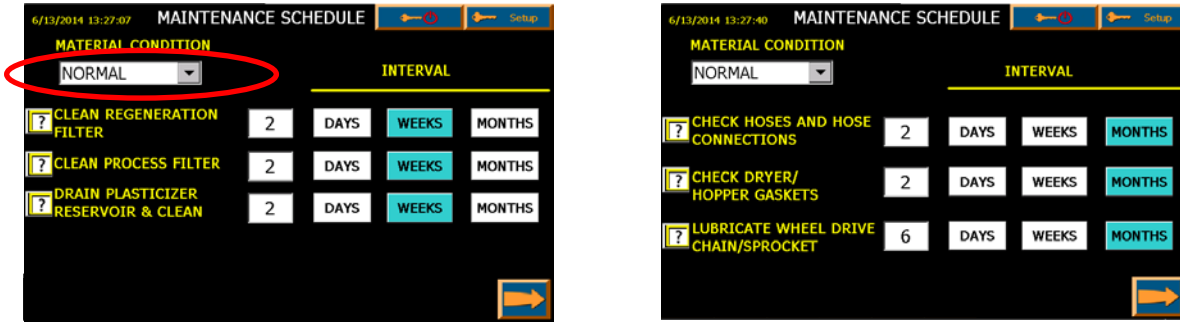 6/13/2014 13:27:07 MAINTENANCE SCHEDULE Setup
MATERIAL CONDITION
NORMAL
INTERVAL
? CLEAN REGENERATION
FILTER
2 DAYS WEEKS MONTHS
? CLEAN PROCESS FILTER 2 DAYS WEEKS MONTHS
? DRAIN PLASTICIZER
RESERVOIR & CLEAN
2 DAYS WEEKS MONTHS
6/13/2014 13:27:40 MAINTENANCE SCHEDULE Setup
MATERIAL CONDITION
NORMAL
INTERVAL
? CHECK HOSES AND HOSE
CONNECTIONS
2 DAYS WEEKS MONTHS
? CHECK DRYER/
HOPPER GASKETS
2 DAYS WEEKS MONTHS
? LUBRICATE WHEEL DRIVE
CHAIN/SPROCKET
6 DAYS WEEKS MONTHS